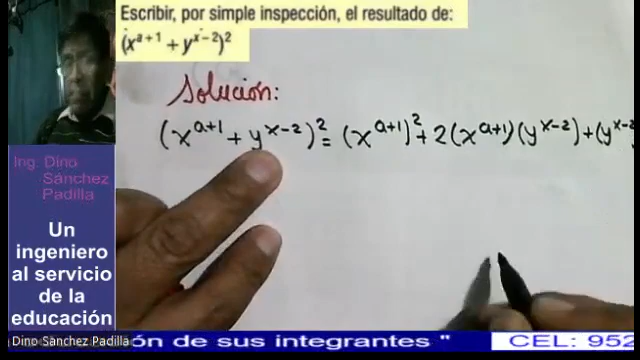 Escribir, por simple inspección, el resultado de:
(x^{a+1} + y^{x-2})^2
Solución:
(x^{a+1} + y^{x-2})^2 = (x^{a+1})^2 + 2(x^{a+1})(y^{x-2}) + (y^{x-2}
Ing. Dino
Sánchez
Padilla
Un
ingeniero
al servicio
de la
educación
Dino Sánchez Padilla
ón de sus integrantes " CEL: 952